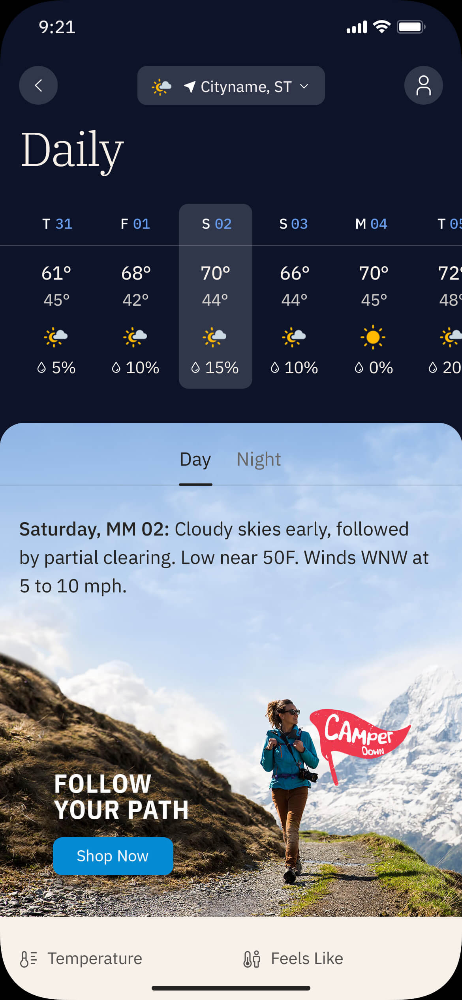 9:21
Cityname, ST
Daily
T 31 F 01 S 02 S 03 M 04 T 05
61° 68° 70° 66° 70° 72°
45° 42° 44° 44° 45° 48°
5% 10% 15% 10% 0% 20
Day Night
Saturday, MM 02: Cloudy skies early, followed
by partial clearing. Low near 50F. Winds WNW at
5 to 10 mph.
CAMper
DOWN
®
FOLLOW
YOUR PATH
Shop Now
Temperature Feels Like